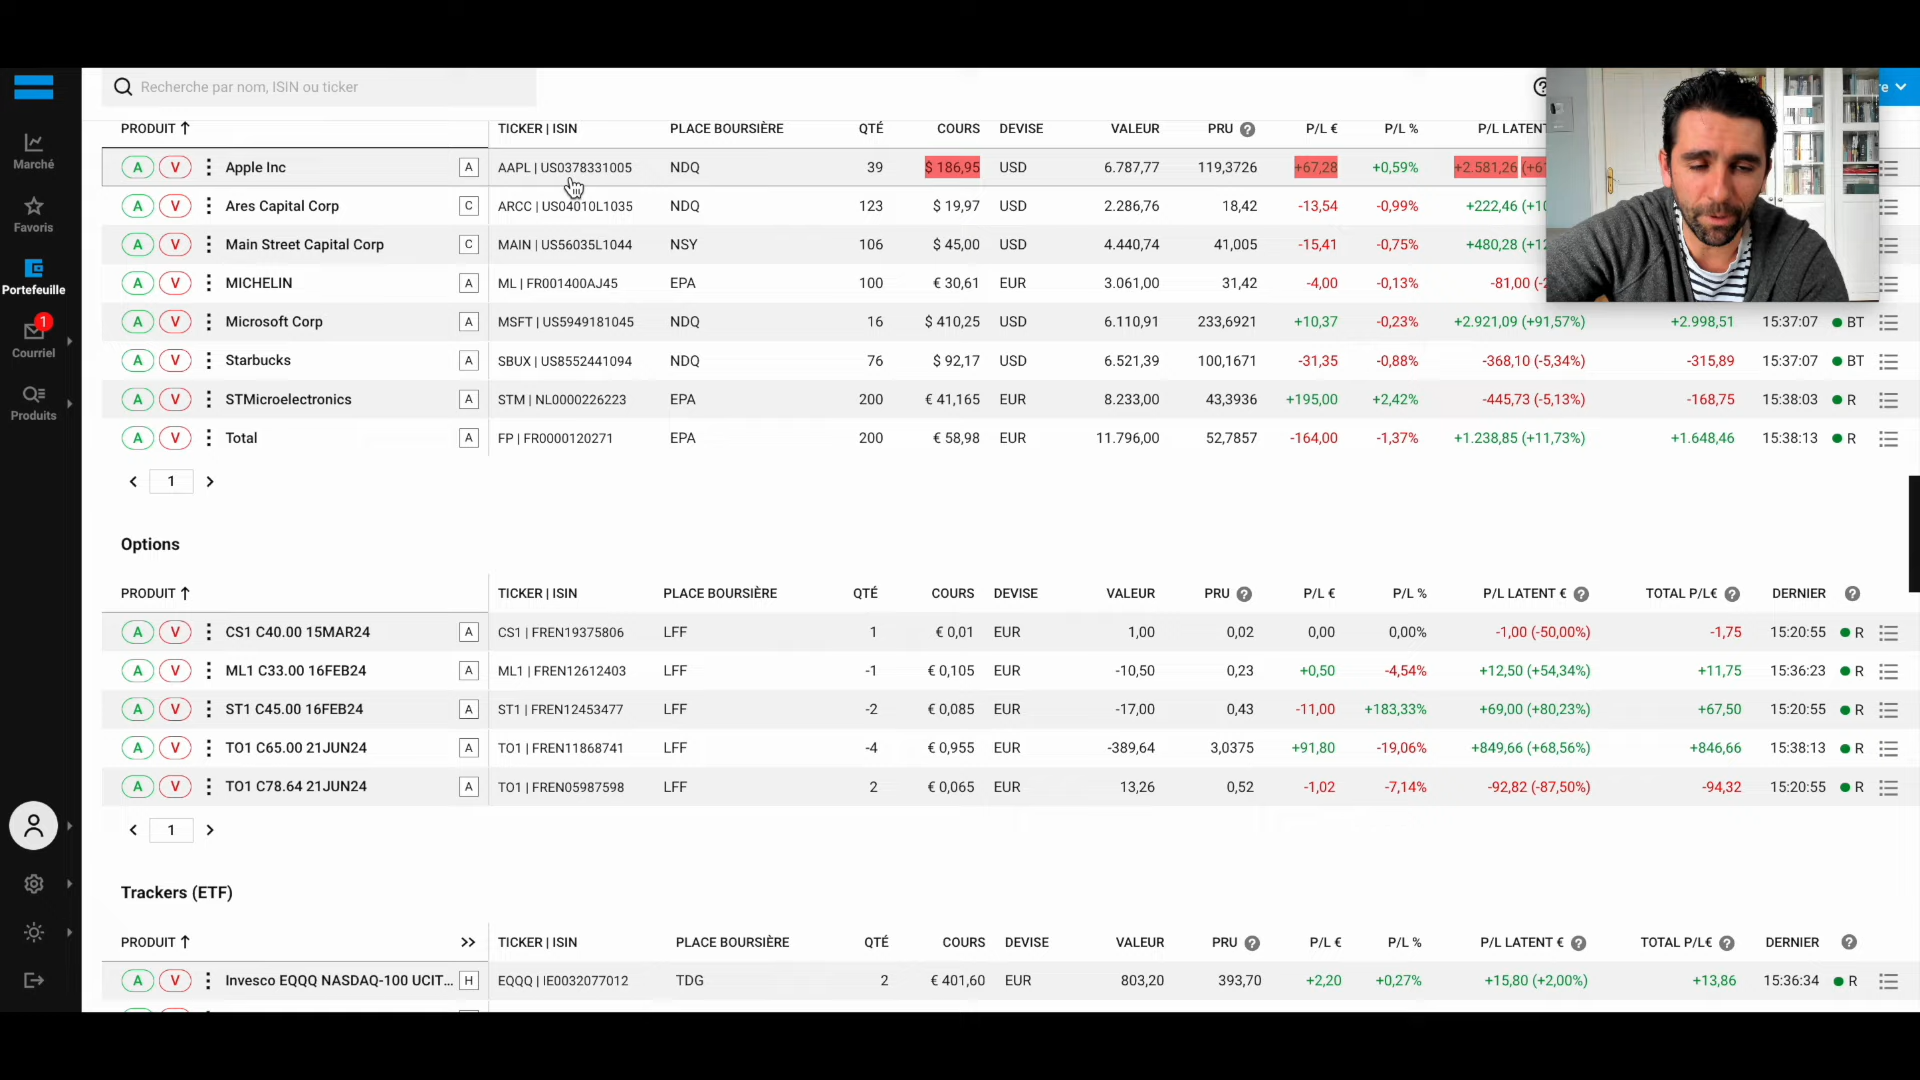 Recherche par nom, ISIN ou ticker
re
Marché
Favoris
Portefeuille
1
Courriel
Produits
PRODUIT ↑ TICKER | ISIN PLACE BOURSIÈRE QTÉ COURS DEVISE VALEUR PRU ? P/L € P/L % P/L LATENT
A V Apple Inc A AAPL | US0378331005 NDQ 39 $ 186,95 USD 6.787,77 119,3726 +67,28 +0,59% +2.581,26
A V Ares Capital Corp C ARCC | US04010L1035 NDQ 123 $ 19,97 USD 2.286,76 18,42 -13,54 -0,99% +222,46
A V Main Street Capital Corp C MAIN | US56035L1044 NSY 106 $ 45,00 USD 4.440,74 41,005 -15,41 -0,75% +480,28
A V MICHELIN A ML | FR001400AJ45 EPA 100 € 30,61 EUR 3.061,00 31,42 -4,00 -0,13% -81,00
A V Microsoft Corp A MSFT | US5949181045 NDQ 16 $ 410,25 USD 6.110,91 233,6921 +10,37 -0,23% +2.921,09 (+91,57%) +2.998,51 15:37:07 BT
A V Starbucks A SBUX | US8552441094 NDQ 76 $ 92,17 USD 6.521,39 100,1671 -31,35 -0,88% -368,10 (-5,34%) -315,89 15:37:07 BT
A V STMicroelectronics A STM | NL0000226223 EPA 200 € 41,165 EUR 8.233,00 43,3936 +195,00 +2,42% -445,73 (-5,13%) -168,75 15:38:03 R
A V Total A FP | FR0000120271 EPA 200 € 58,98 EUR 11.796,00 52,7857 -164,00 -1,37% +1.238,85 (+11,73%) +1.648,46 15:38:13 R
1
Options
PRODUIT ↑ TICKER | ISIN PLACE BOURSIÈRE QTÉ COURS DEVISE VALEUR PRU ? P/L € P/L % P/L LATENT € ? TOTAL P/L€ ? DERNIER ?
A V CS1 C40.00 15MAR24 A CS1 | FREN19375806 LFF 1 € 0,01 EUR 1,00 0,02 0,00 0,00% -1,00 (-50,00%) -1,75 15:20:55 R
A V ML1 C33.00 16FEB24 A ML1 | FREN12612403 LFF -1 € 0,105 EUR -10,50 0,23 +0,50 -4,54% +12,50 (+54,34%) +11,75 15:36:23 R
A V ST1 C45.00 16FEB24 A ST1 | FREN12453477 LFF -2 € 0,085 EUR -17,00 0,43 -11,00 +183,33% +69,00 (+80,23%) +67,50 15:20:55 R
A V TO1 C65.00 21JUN24 A TO1 | FREN11868741 LFF -4 € 0,955 EUR -389,64 3,0375 +91,80 -19,06% +849,66 (+68,56%) +846,66 15:38:13 R
A V TO1 C78.64 21JUN24 A TO1 | FREN05987598 LFF 2 € 0,065 EUR 13,26 0,52 -1,02 -7,14% -92,82 (-87,50%) -94,32 15:20:55 R
1
Trackers (ETF)
PRODUIT ↑ >> TICKER | ISIN PLACE BOURSIÈRE QTÉ COURS DEVISE VALEUR PRU ? P/L € P/L % P/L LATENT € ? TOTAL P/L€ ? DERNIER ?
A V Invesco EQQQ NASDAQ-100 UCIT... H EQQQ | IE0032077012 TDG 2 € 401,60 EUR 803,20 393,70 +2,20 +0,27% +15,80 (+2,00%) +13,86 15:36:34 R